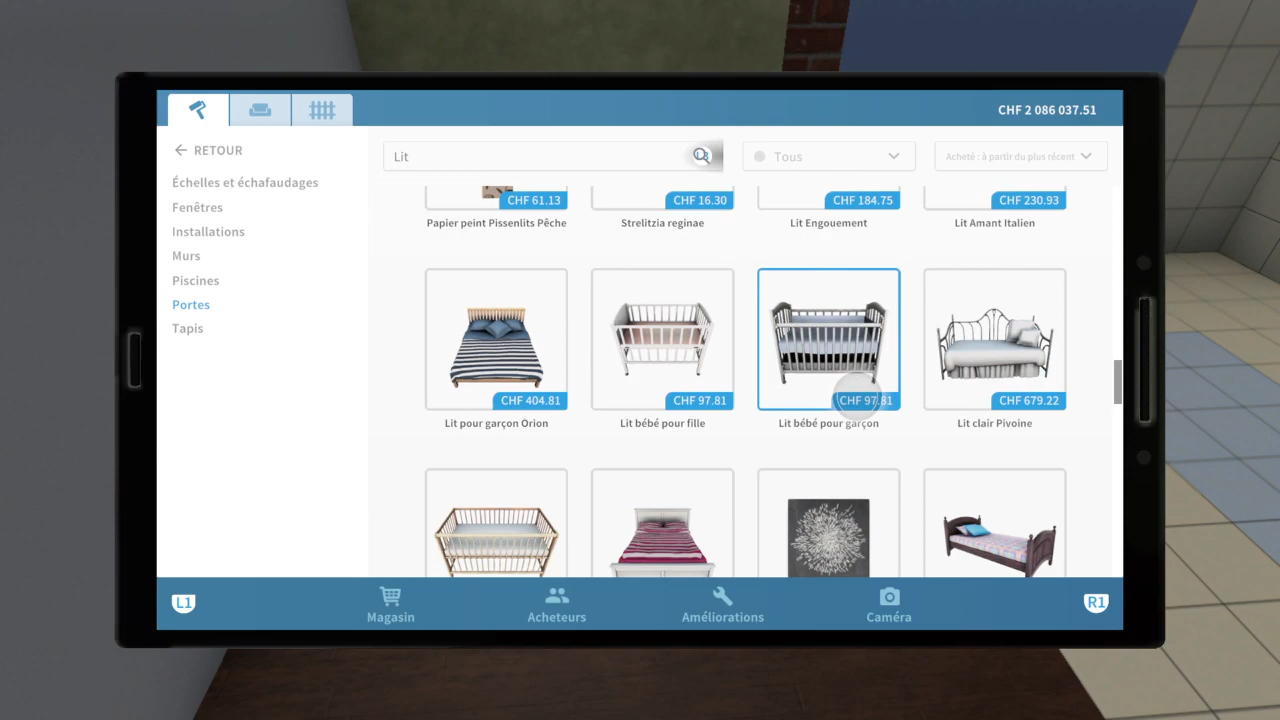 CHF 2 086 037.51
RETOUR
Échelles et échafaudages
Fenêtres
Installations
Murs
Piscines
Portes
Tapis
Lit
Tous
Acheté : à partir du plus récent
CHF 61.13
CHF 16.30
CHF 184.75
CHF 230.93
Papier peint Pissenlits Pêche
Strelitzia reginae
Lit Engouement
Lit Amant Italien
CHF 404.81
CHF 97.81
CHF 97.81
CHF 679.22
Lit pour garçon Orion
Lit bébé pour fille
Lit bébé pour garçon
Lit clair Pivoine
L1
Magasin
Acheteurs
Améliorations
Caméra
R1